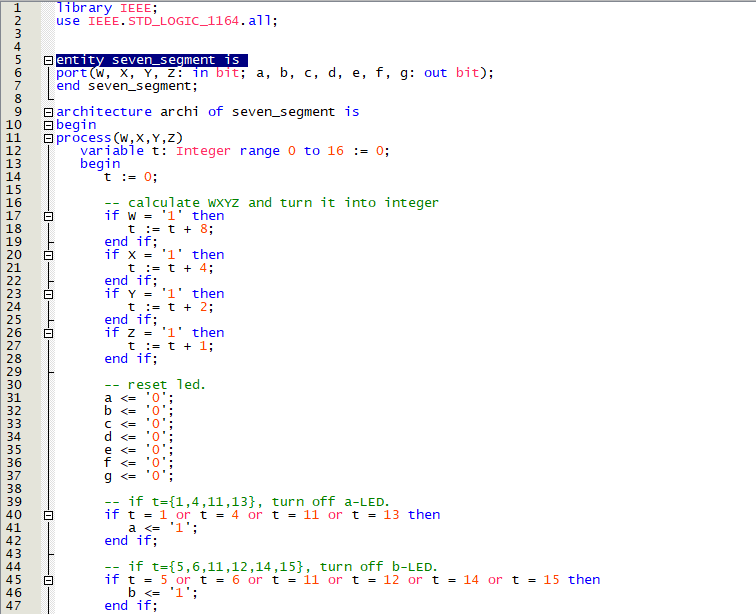 1 library IEEE;
2 use IEEE.STD_LOGIC_1164.all;
3
4
5 entity seven_segment is
6 port(W, X, Y, Z: in bit; a, b, c, d, e, f, g: out bit);
7 end seven_segment;
8
9 architecture archi of seven_segment is
10 begin
11 process(W,X,Y,Z)
12 variable t: Integer range 0 to 16 := 0;
13 begin
14 t := 0;
15
16 -- calculate WXYZ and turn it into integer
17 if W = '1' then
18 t := t + 8;
19 end if;
20 if X = '1' then
21 t := t + 4;
22 end if;
23 if Y = '1' then
24 t := t + 2;
25 end if;
26 if Z = '1' then
27 t := t + 1;
28 end if;
29
30 -- reset led.
31 a <= '0';
32 b <= '0';
33 c <= '0';
34 d <= '0';
35 e <= '0';
36 f <= '0';
37 g <= '0';
38
39 -- if t={1,4,11,13}, turn off a-LED.
40 if t = 1 or t = 4 or t = 11 or t = 13 then
41 a <= '1';
42 end if;
43
44 -- if t={5,6,11,12,14,15}, turn off b-LED.
45 if t = 5 or t = 6 or t = 11 or t = 12 or t = 14 or t = 15 then
46 b <= '1';
47 end if;